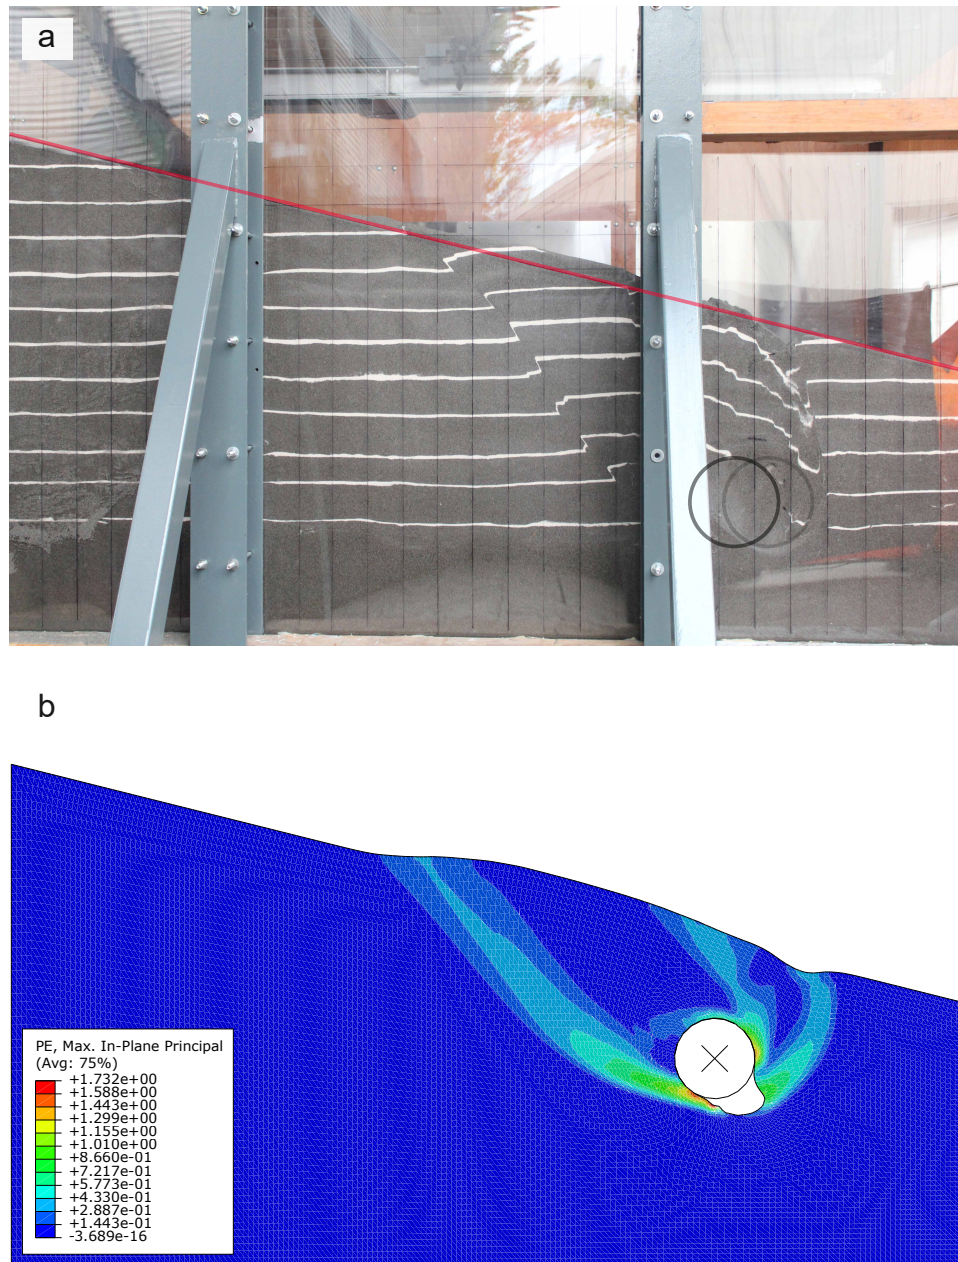 a
b
PE, Max. In-Plane Principal
(Avg: 75%)
+1.732e+00
+1.588e+00
+1.443e+00
+1.299e+00
+1.155e+00
+1.010e+00
+8.660e-01
+7.217e-01
+5.773e-01
+4.330e-01
+2.887e-01
+1.443e-01
-3.689e-16